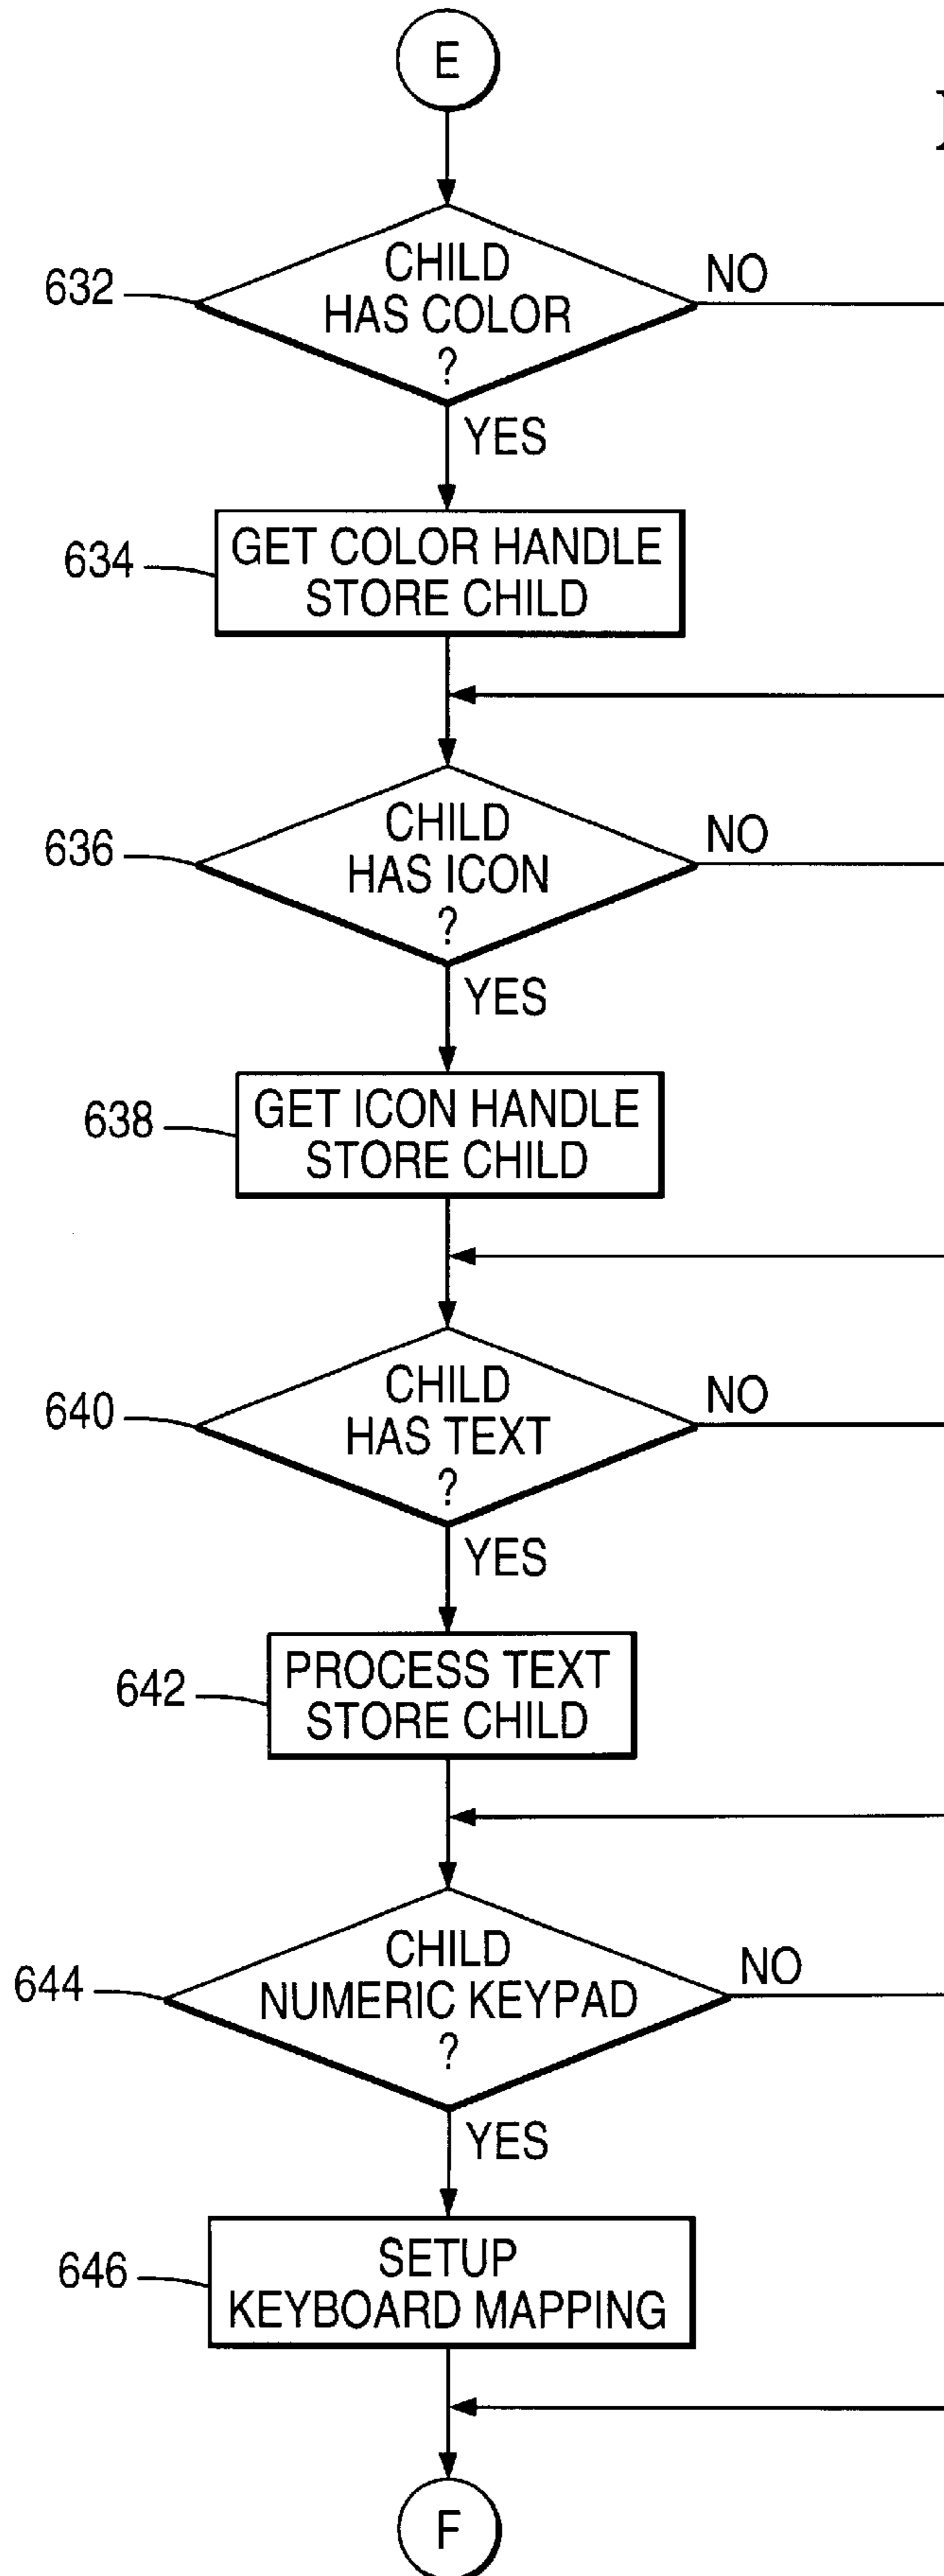 E
632
CHILD
HAS COLOR
?
NO
YES
634
GET COLOR HANDLE
STORE CHILD
636
CHILD
HAS ICON
?
NO
YES
638
GET ICON HANDLE
STORE CHILD
640
CHILD
HAS TEXT
?
NO
YES
642
PROCESS TEXT
STORE CHILD
644
CHILD
NUMERIC KEYPAD
?
NO
YES
646
SETUP
KEYBOARD MAPPING
F